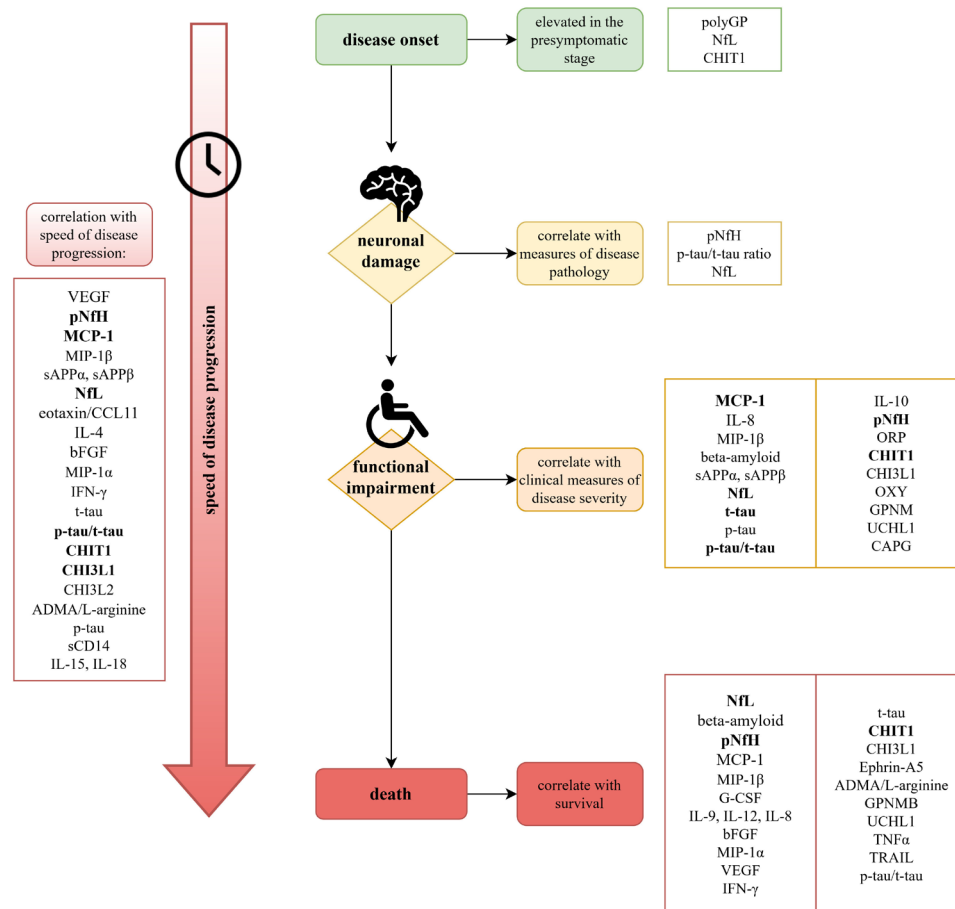 disease onset
elevated in the
presymptomatic
stage
polyGP
NfL
CHIT1
neuronal
damage
correlate with
measures of disease
pathology
pNfH
p-tau/t-tau ratio
NfL
correlation with
speed of disease
progression:
VEGF
pNfH
MCP-1
MIP-1β
sAPPα, sAPPβ
NfL
eotaxin/CCL11
IL-4
bFGF
MIP-1α
IFN-γ
t-tau
p-tau/t-tau
CHIT1
CHI3L1
CHI3L2
ADMA/L-arginine
p-tau
sCD14
IL-15, IL-18
speed of disease progression
functional
impairment
correlate with
clinical measures of
disease severity
MCP-1
IL-8
MIP-1β
beta-amyloid
sAPPα, sAPPβ
NfL
t-tau
p-tau
p-tau/t-tau
IL-10
pNfH
ORP
CHIT1
CHI3L1
OXY
GPNM
UCHL1
CAPG
death
correlate with
survival
NfL
beta-amyloid
pNfH
MCP-1
MIP-1β
G-CSF
IL-9, IL-12, IL-8
bFGF
MIP-1α
VEGF
IFN-γ
t-tau
CHIT1
CHI3L1
Ephrin-A5
ADMA/L-arginine
GPNMB
UCHL1
TNFα
TRAIL
p-tau/t-tau